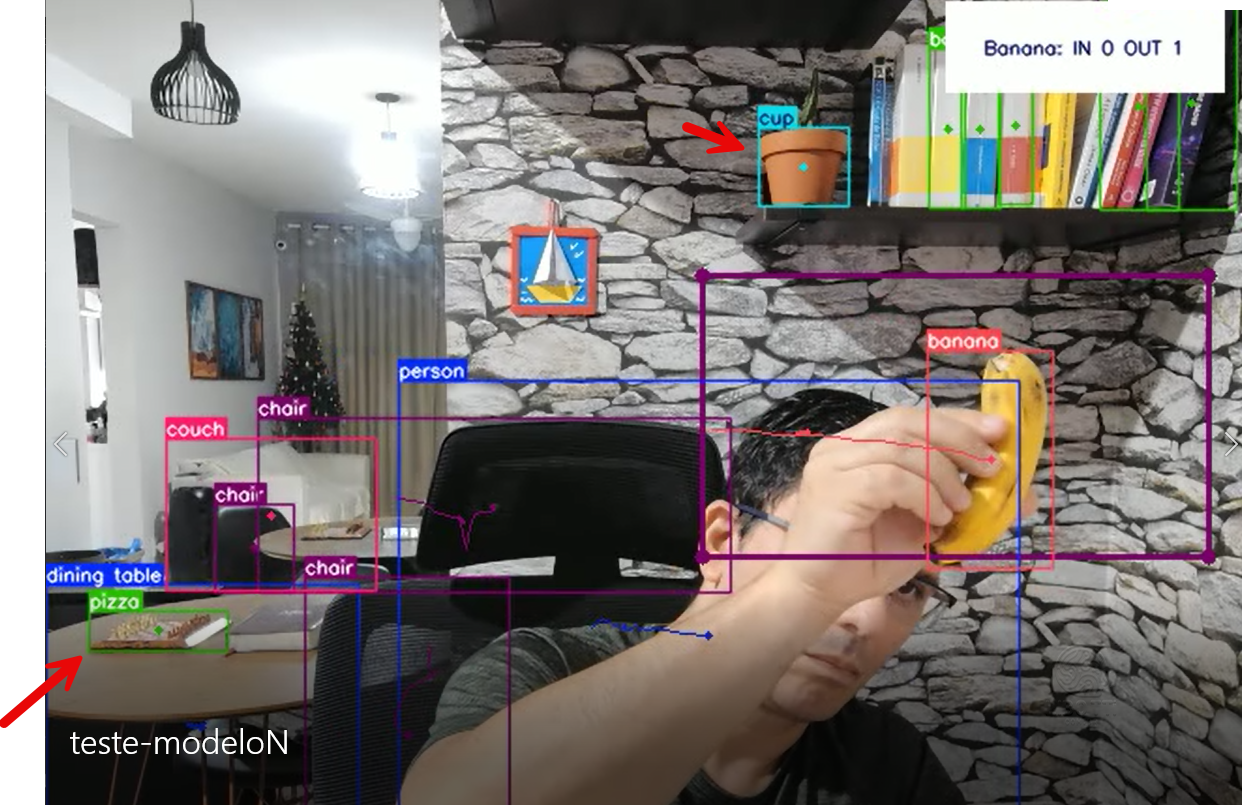 Banana: IN 0 OUT 1
cup
banana
person
chair
couch
chair
chair
dining table
pizza
teste-modeloN